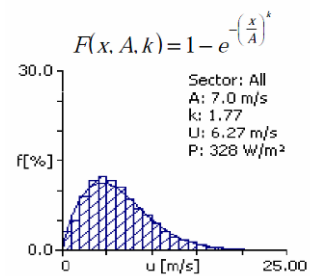 F(x, A, k) = 1 − e^{−(x/A)^k}
30.0
Sector: All
A: 7.0 m/s
k: 1.77
U: 6.27 m/s
P: 328 W/m²
f[%]
0.0
0 u [m/s] 25.00